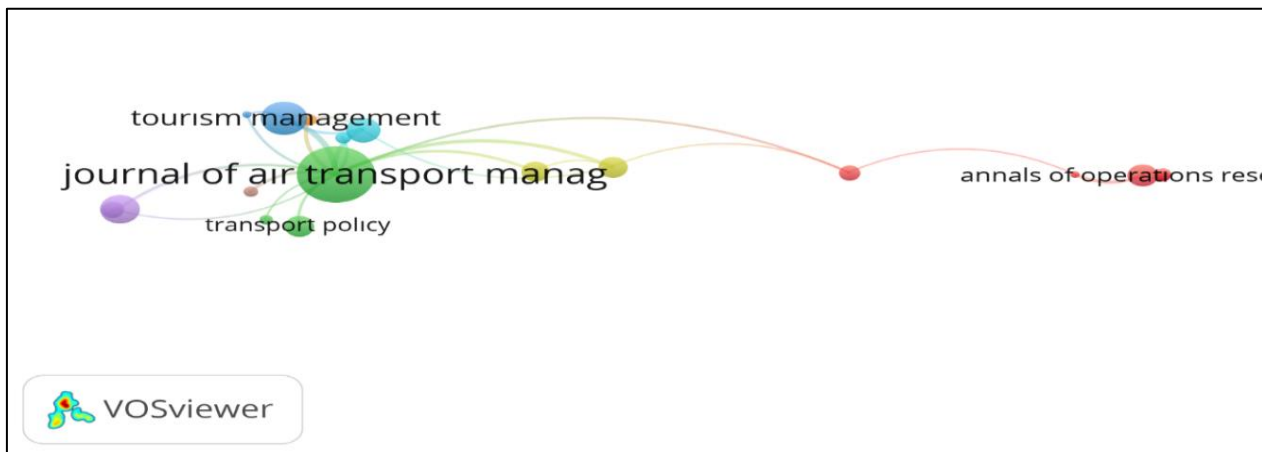 tourism management
journal of air transport manag
annals of operations rese
transport policy
VOSviewer